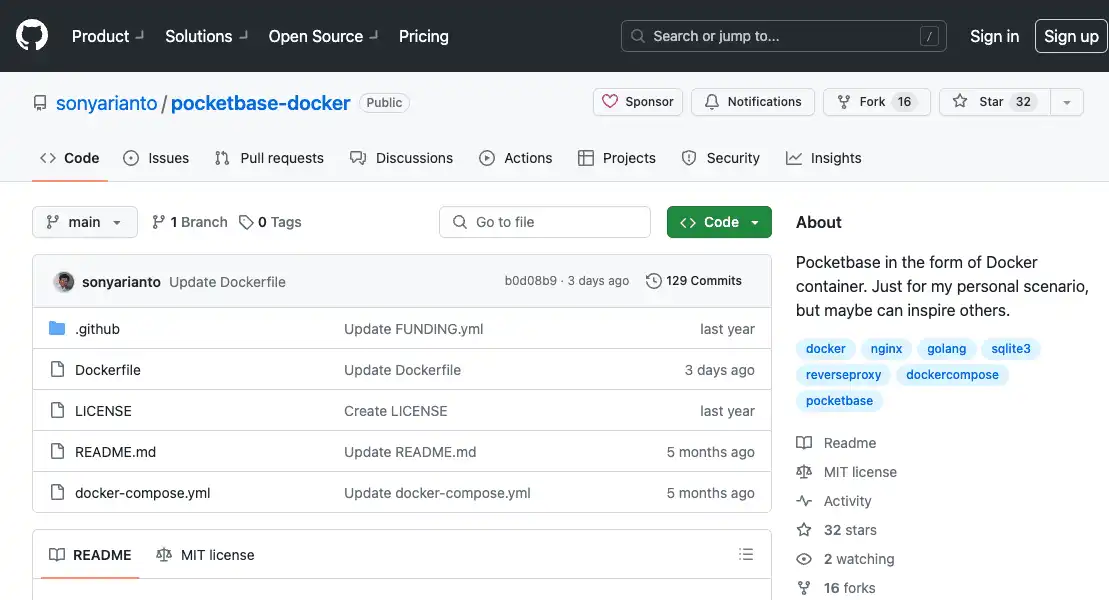 Product Solutions Open Source Pricing Search or jump to... / Sign in Sign up
sonyarianto / pocketbase-docker Public Sponsor Notifications Fork 16 Star 32
Code Issues Pull requests Discussions Actions Projects Security Insights
main 1 Branch 0 Tags Go to file Code
sonyarianto Update Dockerfile b0d08b9 · 3 days ago 129 Commits
.github Update FUNDING.yml last year
Dockerfile Update Dockerfile 3 days ago
LICENSE Create LICENSE last year
README.md Update README.md 5 months ago
docker-compose.yml Update docker-compose.yml 5 months ago
README MIT license
About
Pocketbase in the form of Docker
container. Just for my personal scenario,
but maybe can inspire others.
docker nginx golang sqlite3
reverseproxy dockercompose
pocketbase
Readme
MIT license
Activity
32 stars
2 watching
16 forks